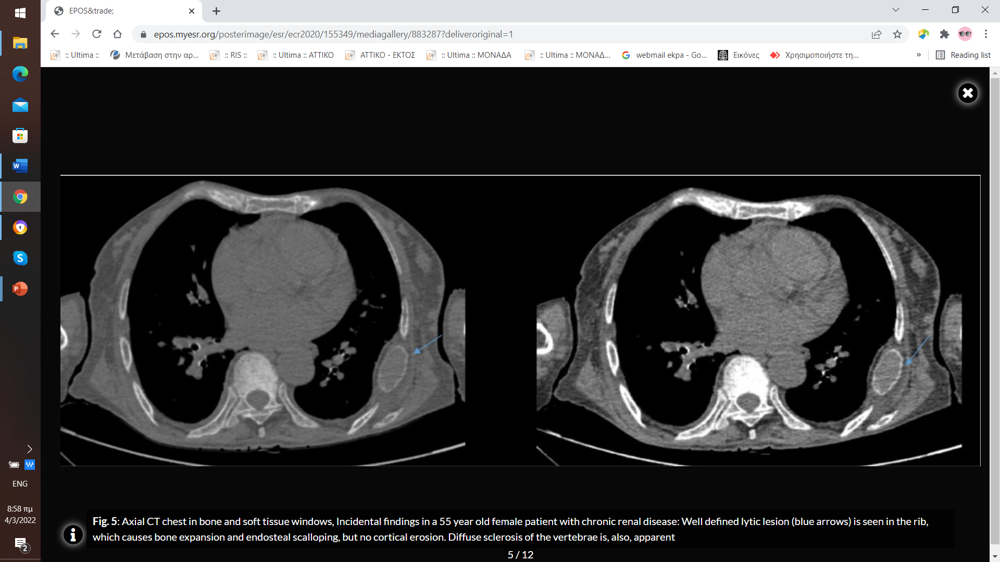 EPOS&trade;
epos.myesr.org/posterimage/esr/ecr2020/155349/mediagallery/883287?deliveroriginal=1
:: Ultima :: Μετάβαση στην αρ... :: RIS :: :: Ultima :: ATTIKO ATTIKO - ΕΚΤΟΣ :: Ultima :: ΜΟΝΑΔΑ :: Ultima :: ΜΟΝΑΔ... webmail ekpa - Go... Εικόνες Χρησιμοποιήστε τη... » Reading list
W
S
P
ENG
8:58 πμ
4/3/2022
2
Fig. 5: Axial CT chest in bone and soft tissue windows, Incidental findings in a 55 year old female patient with chronic renal disease: Well defined lytic lesion (blue arrows) is seen in the rib,
which causes bone expansion and endosteal scalloping, but no cortical erosion. Diffuse sclerosis of the vertebrae is, also, apparent
5 / 12